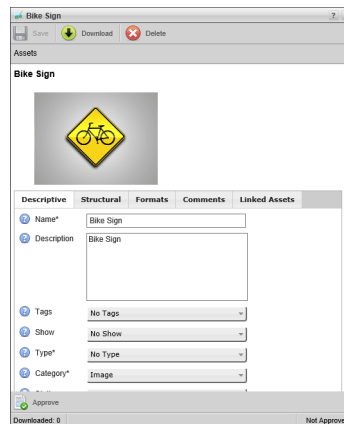 Bike Sign
?
Save Download Delete
Assets
Bike Sign
Descriptive Structural Formats Comments Linked Assets
? Name* Bike Sign
? Description Bike Sign
? Tags No Tags
? Show No Show
? Type* No Type
? Category* Image
Approve
Downloaded: 0 Not Approve